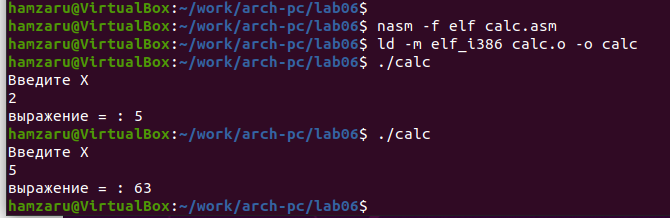 hamzaru@VirtualBox:~/work/arch-pc/lab06$
hamzaru@VirtualBox:~/work/arch-pc/lab06$ nasm -f elf calc.asm
hamzaru@VirtualBox:~/work/arch-pc/lab06$ ld -m elf_i386 calc.o -o calc
hamzaru@VirtualBox:~/work/arch-pc/lab06$ ./calc
Введите X
2
выражение = : 5
hamzaru@VirtualBox:~/work/arch-pc/lab06$ ./calc
Введите X
5
выражение = : 63
hamzaru@VirtualBox:~/work/arch-pc/lab06$